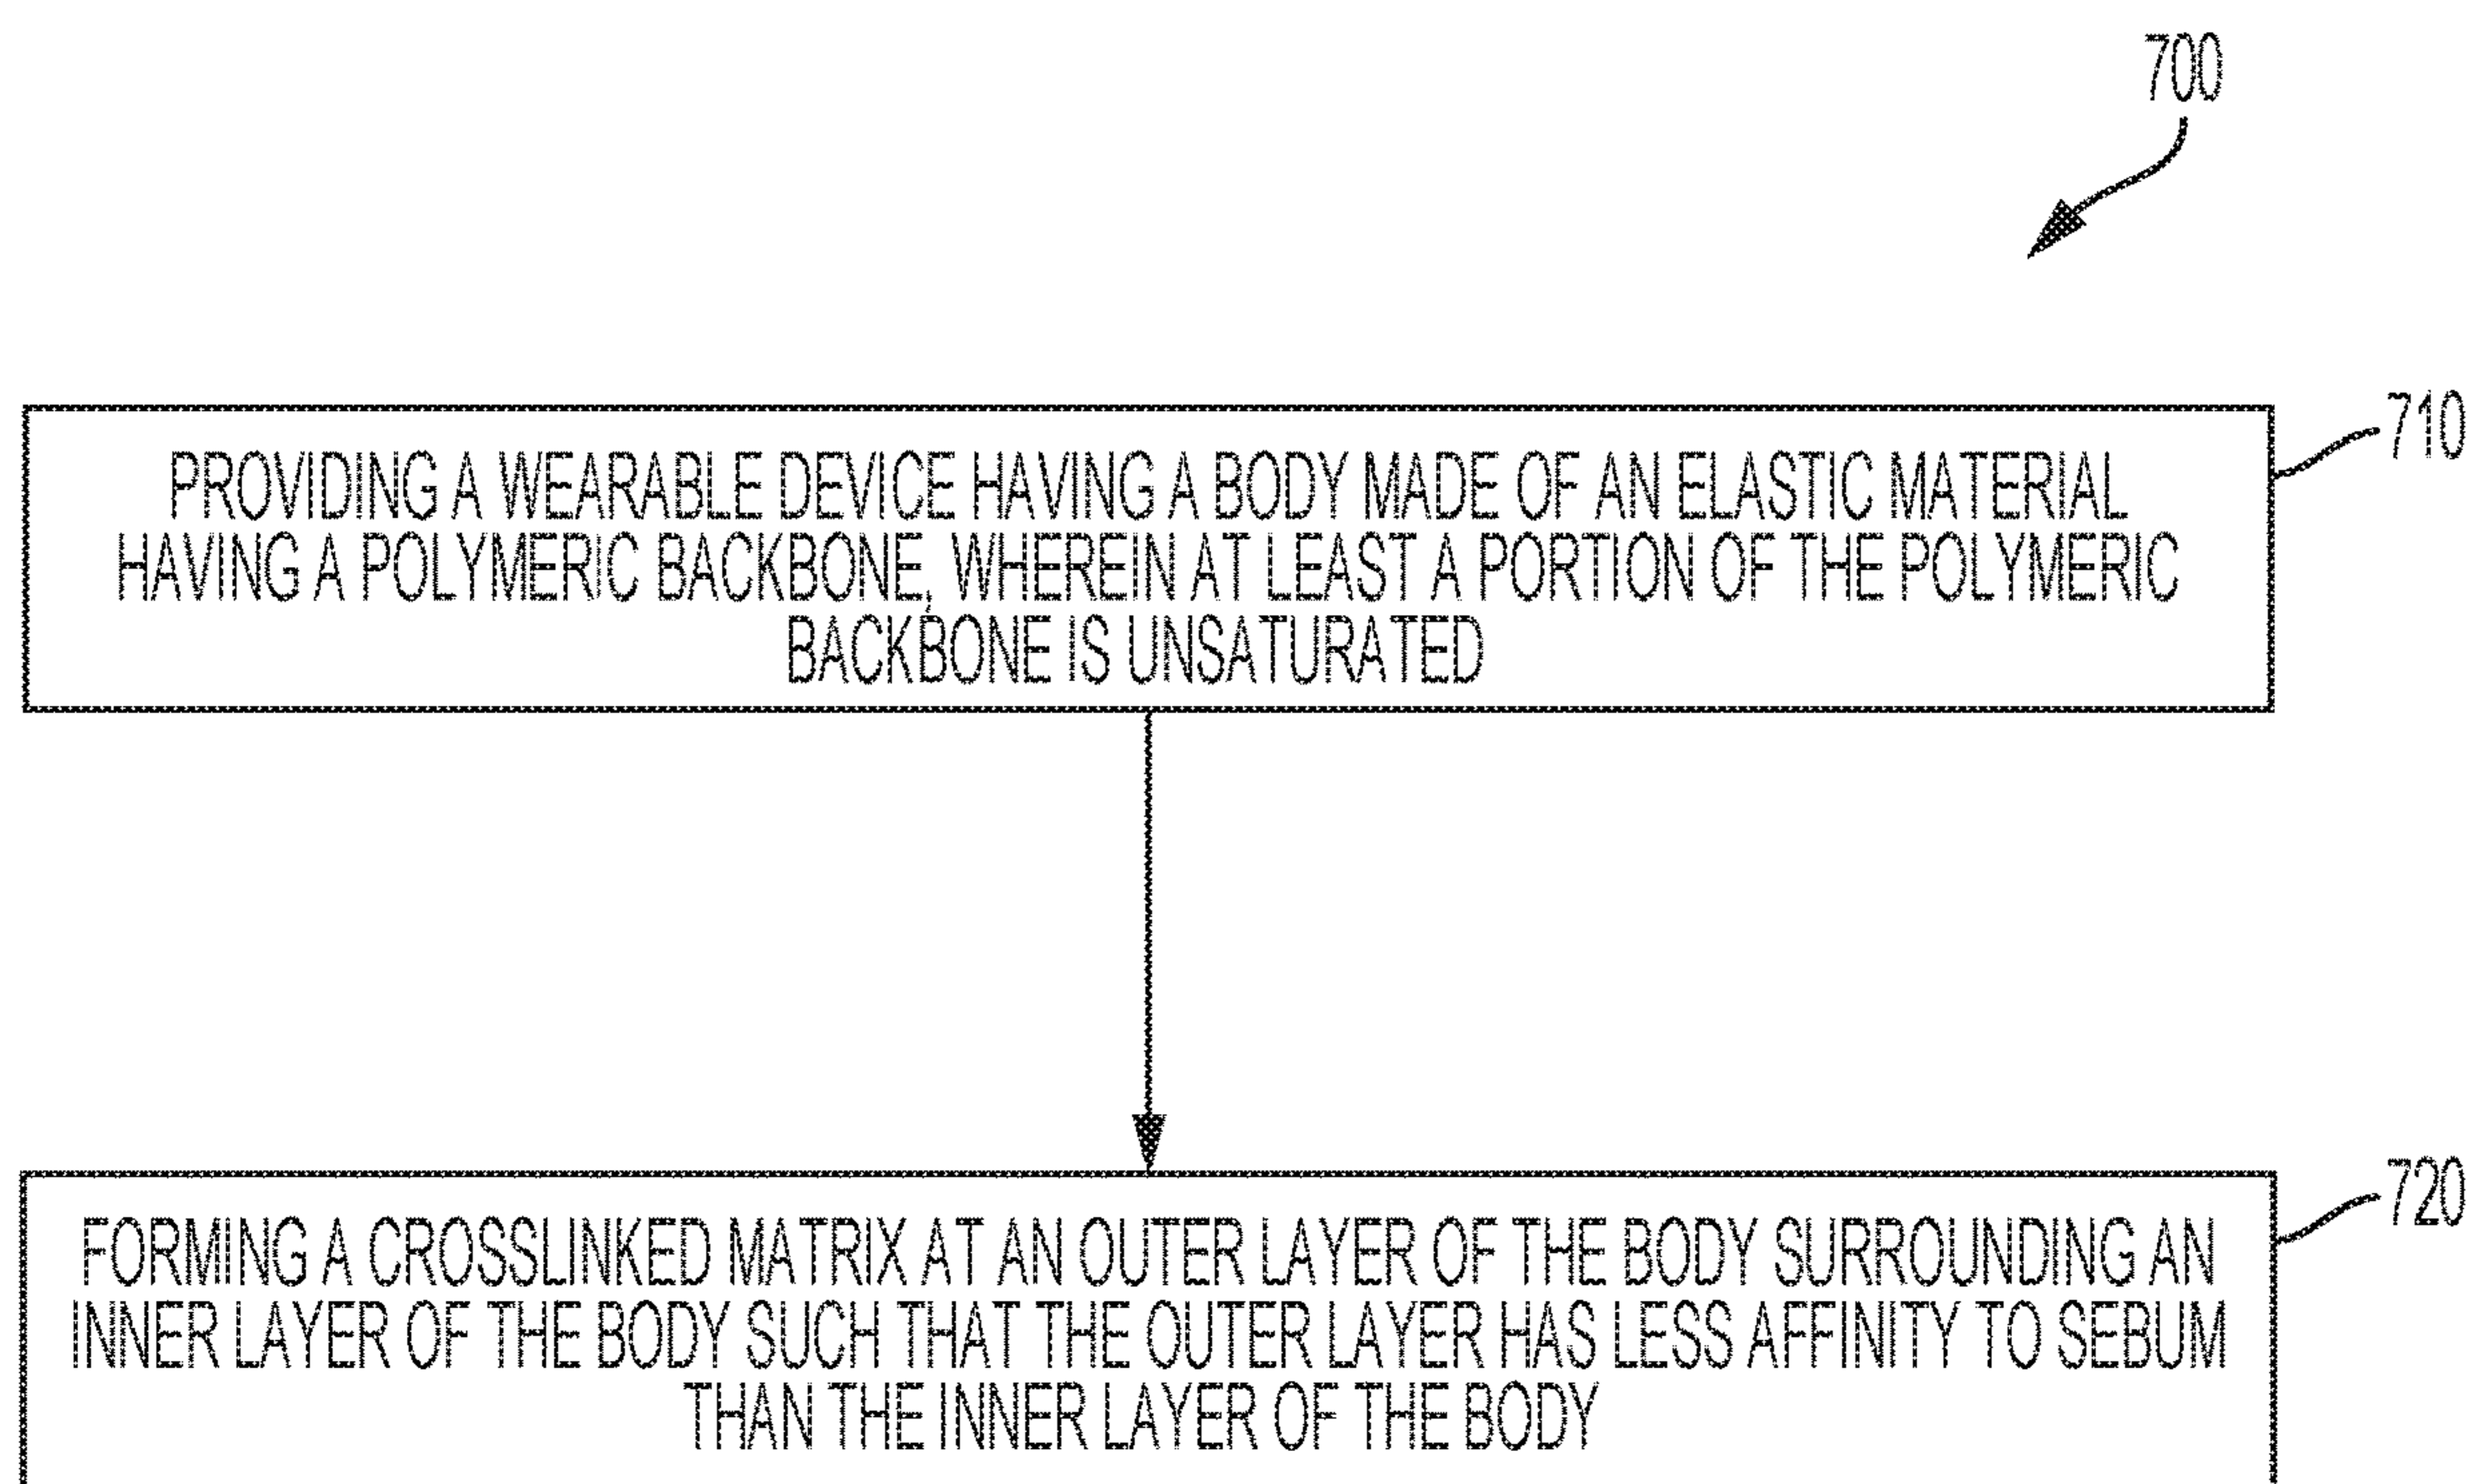 700
710
PROVIDING A WEARABLE DEVICE HAVING A BODY MADE OF AN ELASTIC MATERIAL
HAVING A POLYMERIC BACKBONE, WHEREIN AT LEAST A PORTION OF THE POLYMERIC
BACKBONE IS UNSATURATED
720
FORMING A CROSSLINKED MATRIX AT AN OUTER LAYER OF THE BODY SURROUNDING AN
INNER LAYER OF THE BODY SUCH THAT THE OUTER LAYER HAS LESS AFFINITY TO SEBUM
THAN THE INNER LAYER OF THE BODY